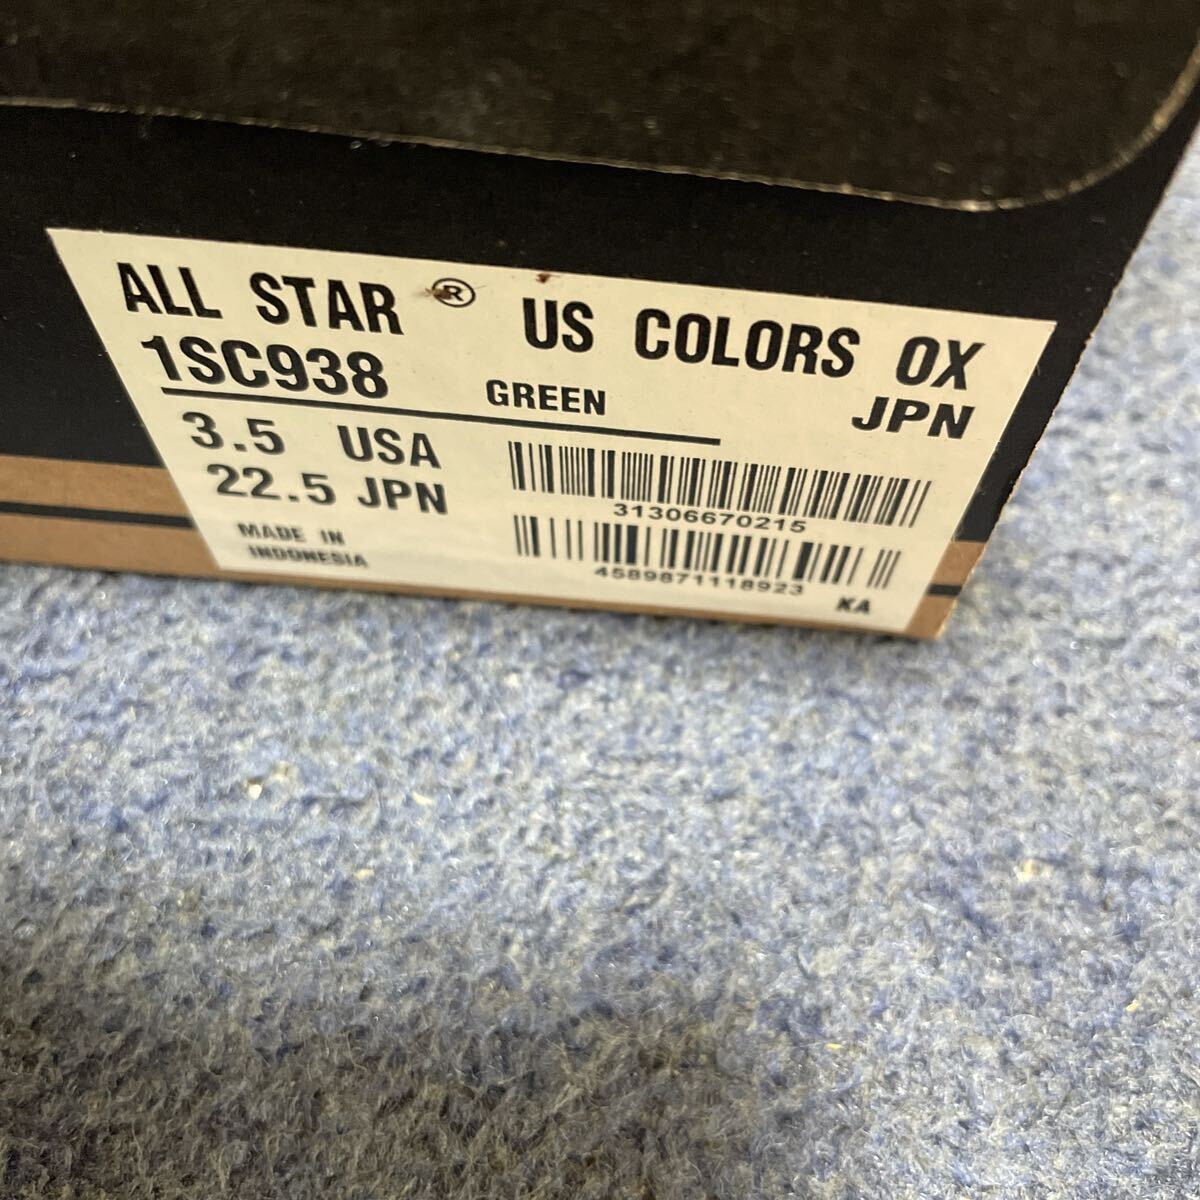 ALL STAR ® US COLORS OX
1SC938 GREEN JPN
3.5 USA
22.5 JPN
31306670215
MADE IN
INDONESIA
4589871118923 KA